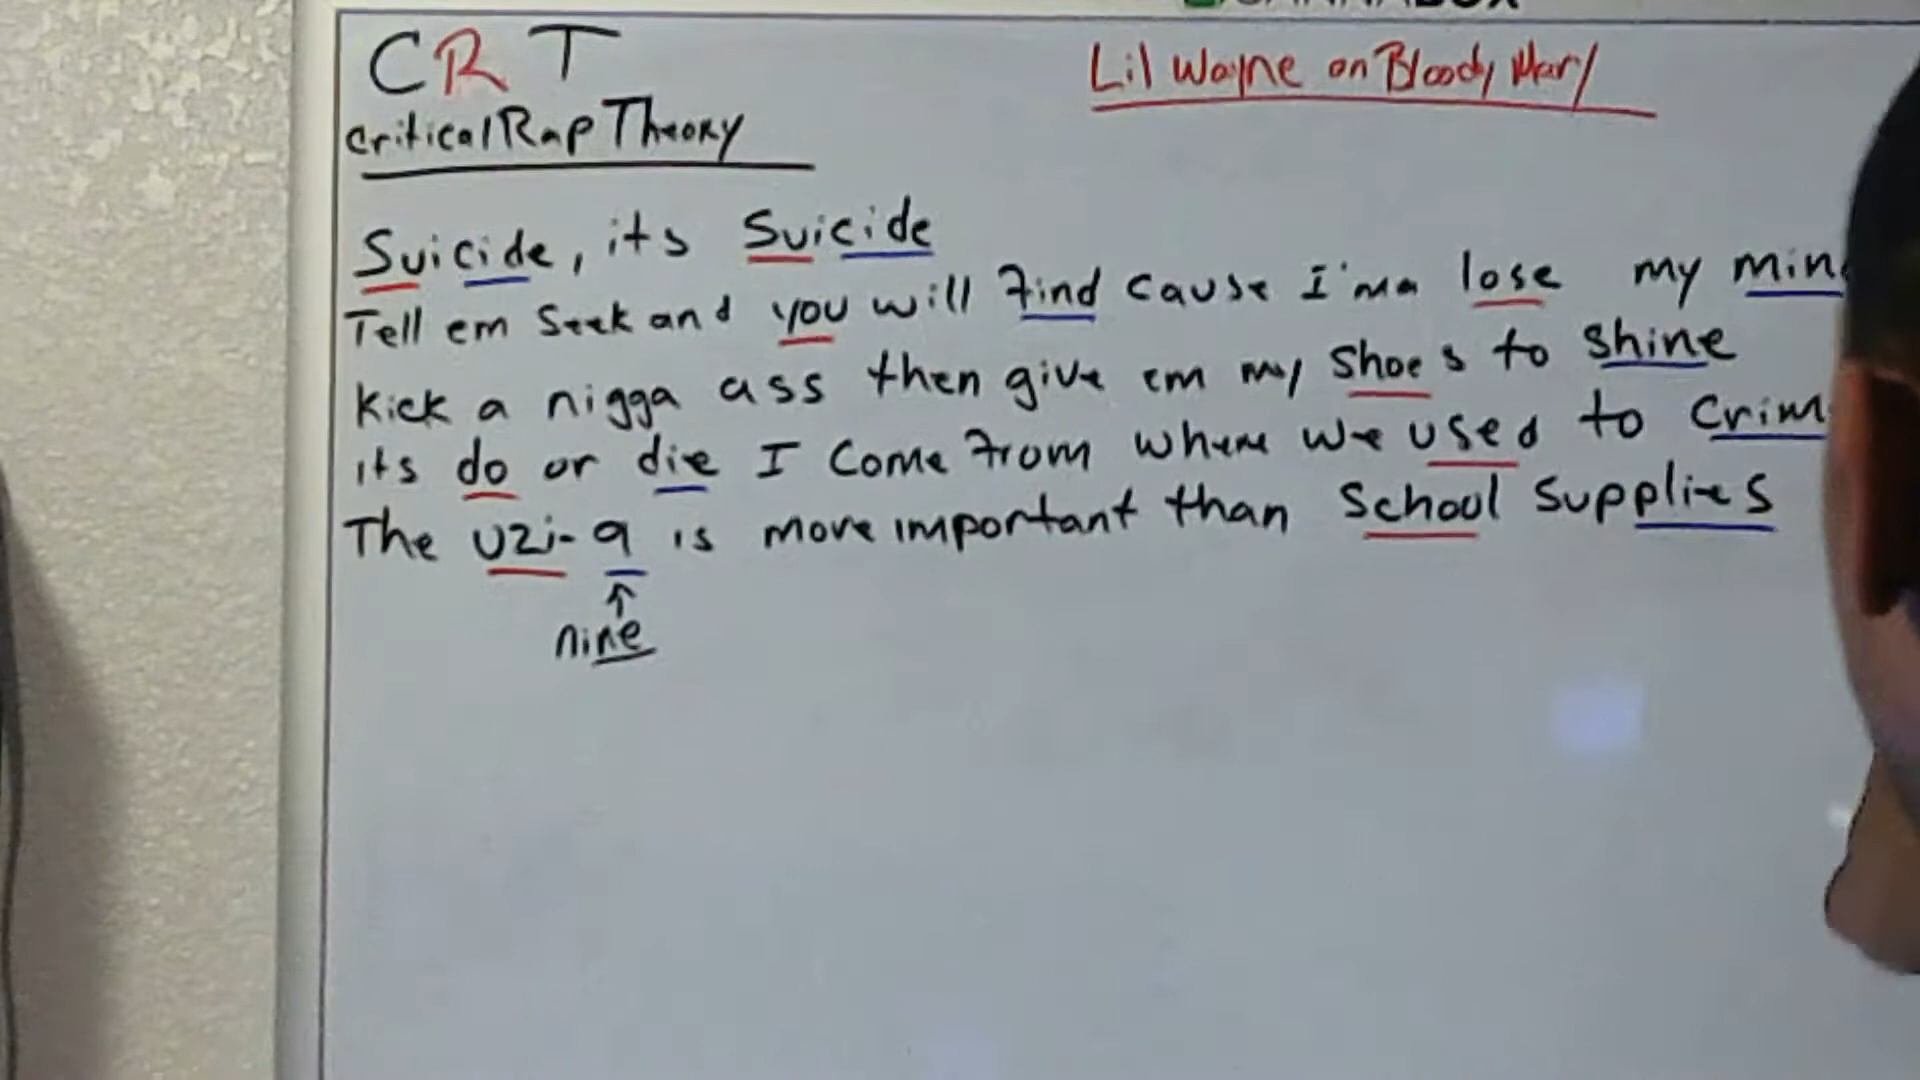 CRT
Lil Wayne on Bloody Mary
Critical Rap Theory
Suicide, its Suicide
Tell em Seek and you will find cause I'ma lose my min
Kick a nigga ass then give em my shoes to shine
its do or die I come from where we used to crim
The uzi-9 is more important than School Supplies
nine